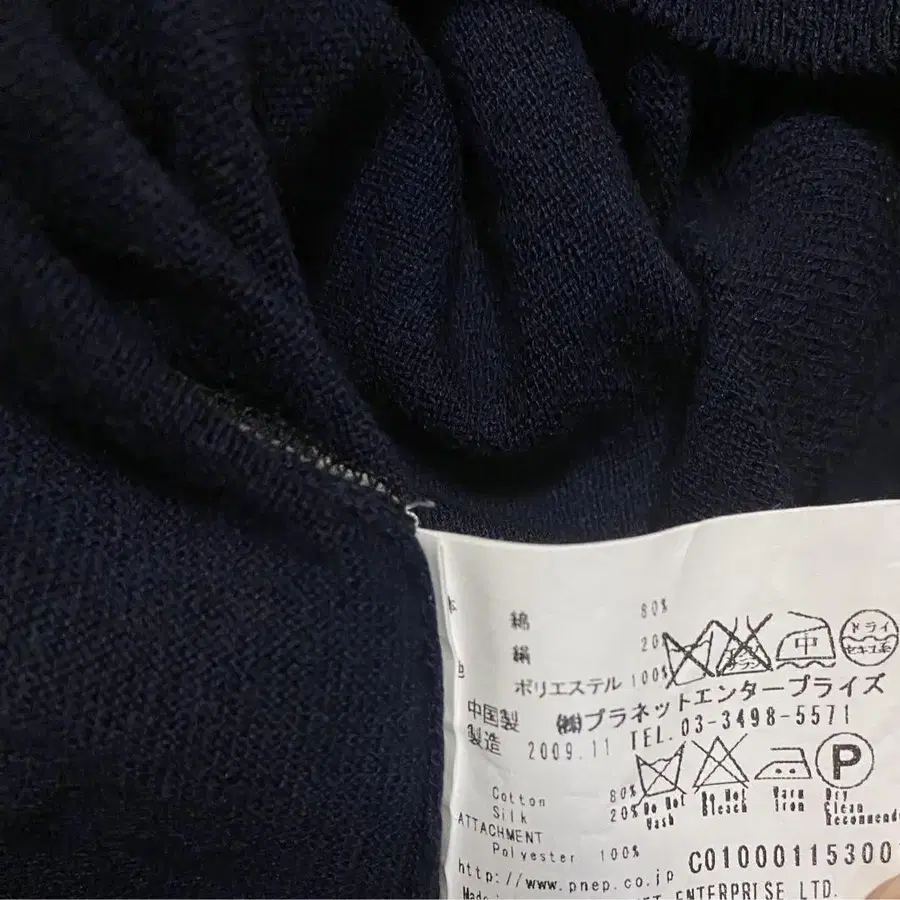 綿 80%
絹 20%
ポリエステル 100%
中
ドライ
セキユ系
中国製 ㈱プラネットエンタープライズ
製造 2009.11 TEL.03-3498-5571
P
Cotton 80%
Silk 20%
Do Not Wash
Do Not Bleach
Warm Iron
Dry Clean
ATTACHMENT
Polyester 100%
C0100011530
http://www.pnep.co.jp
ENTERPRISE LTD.